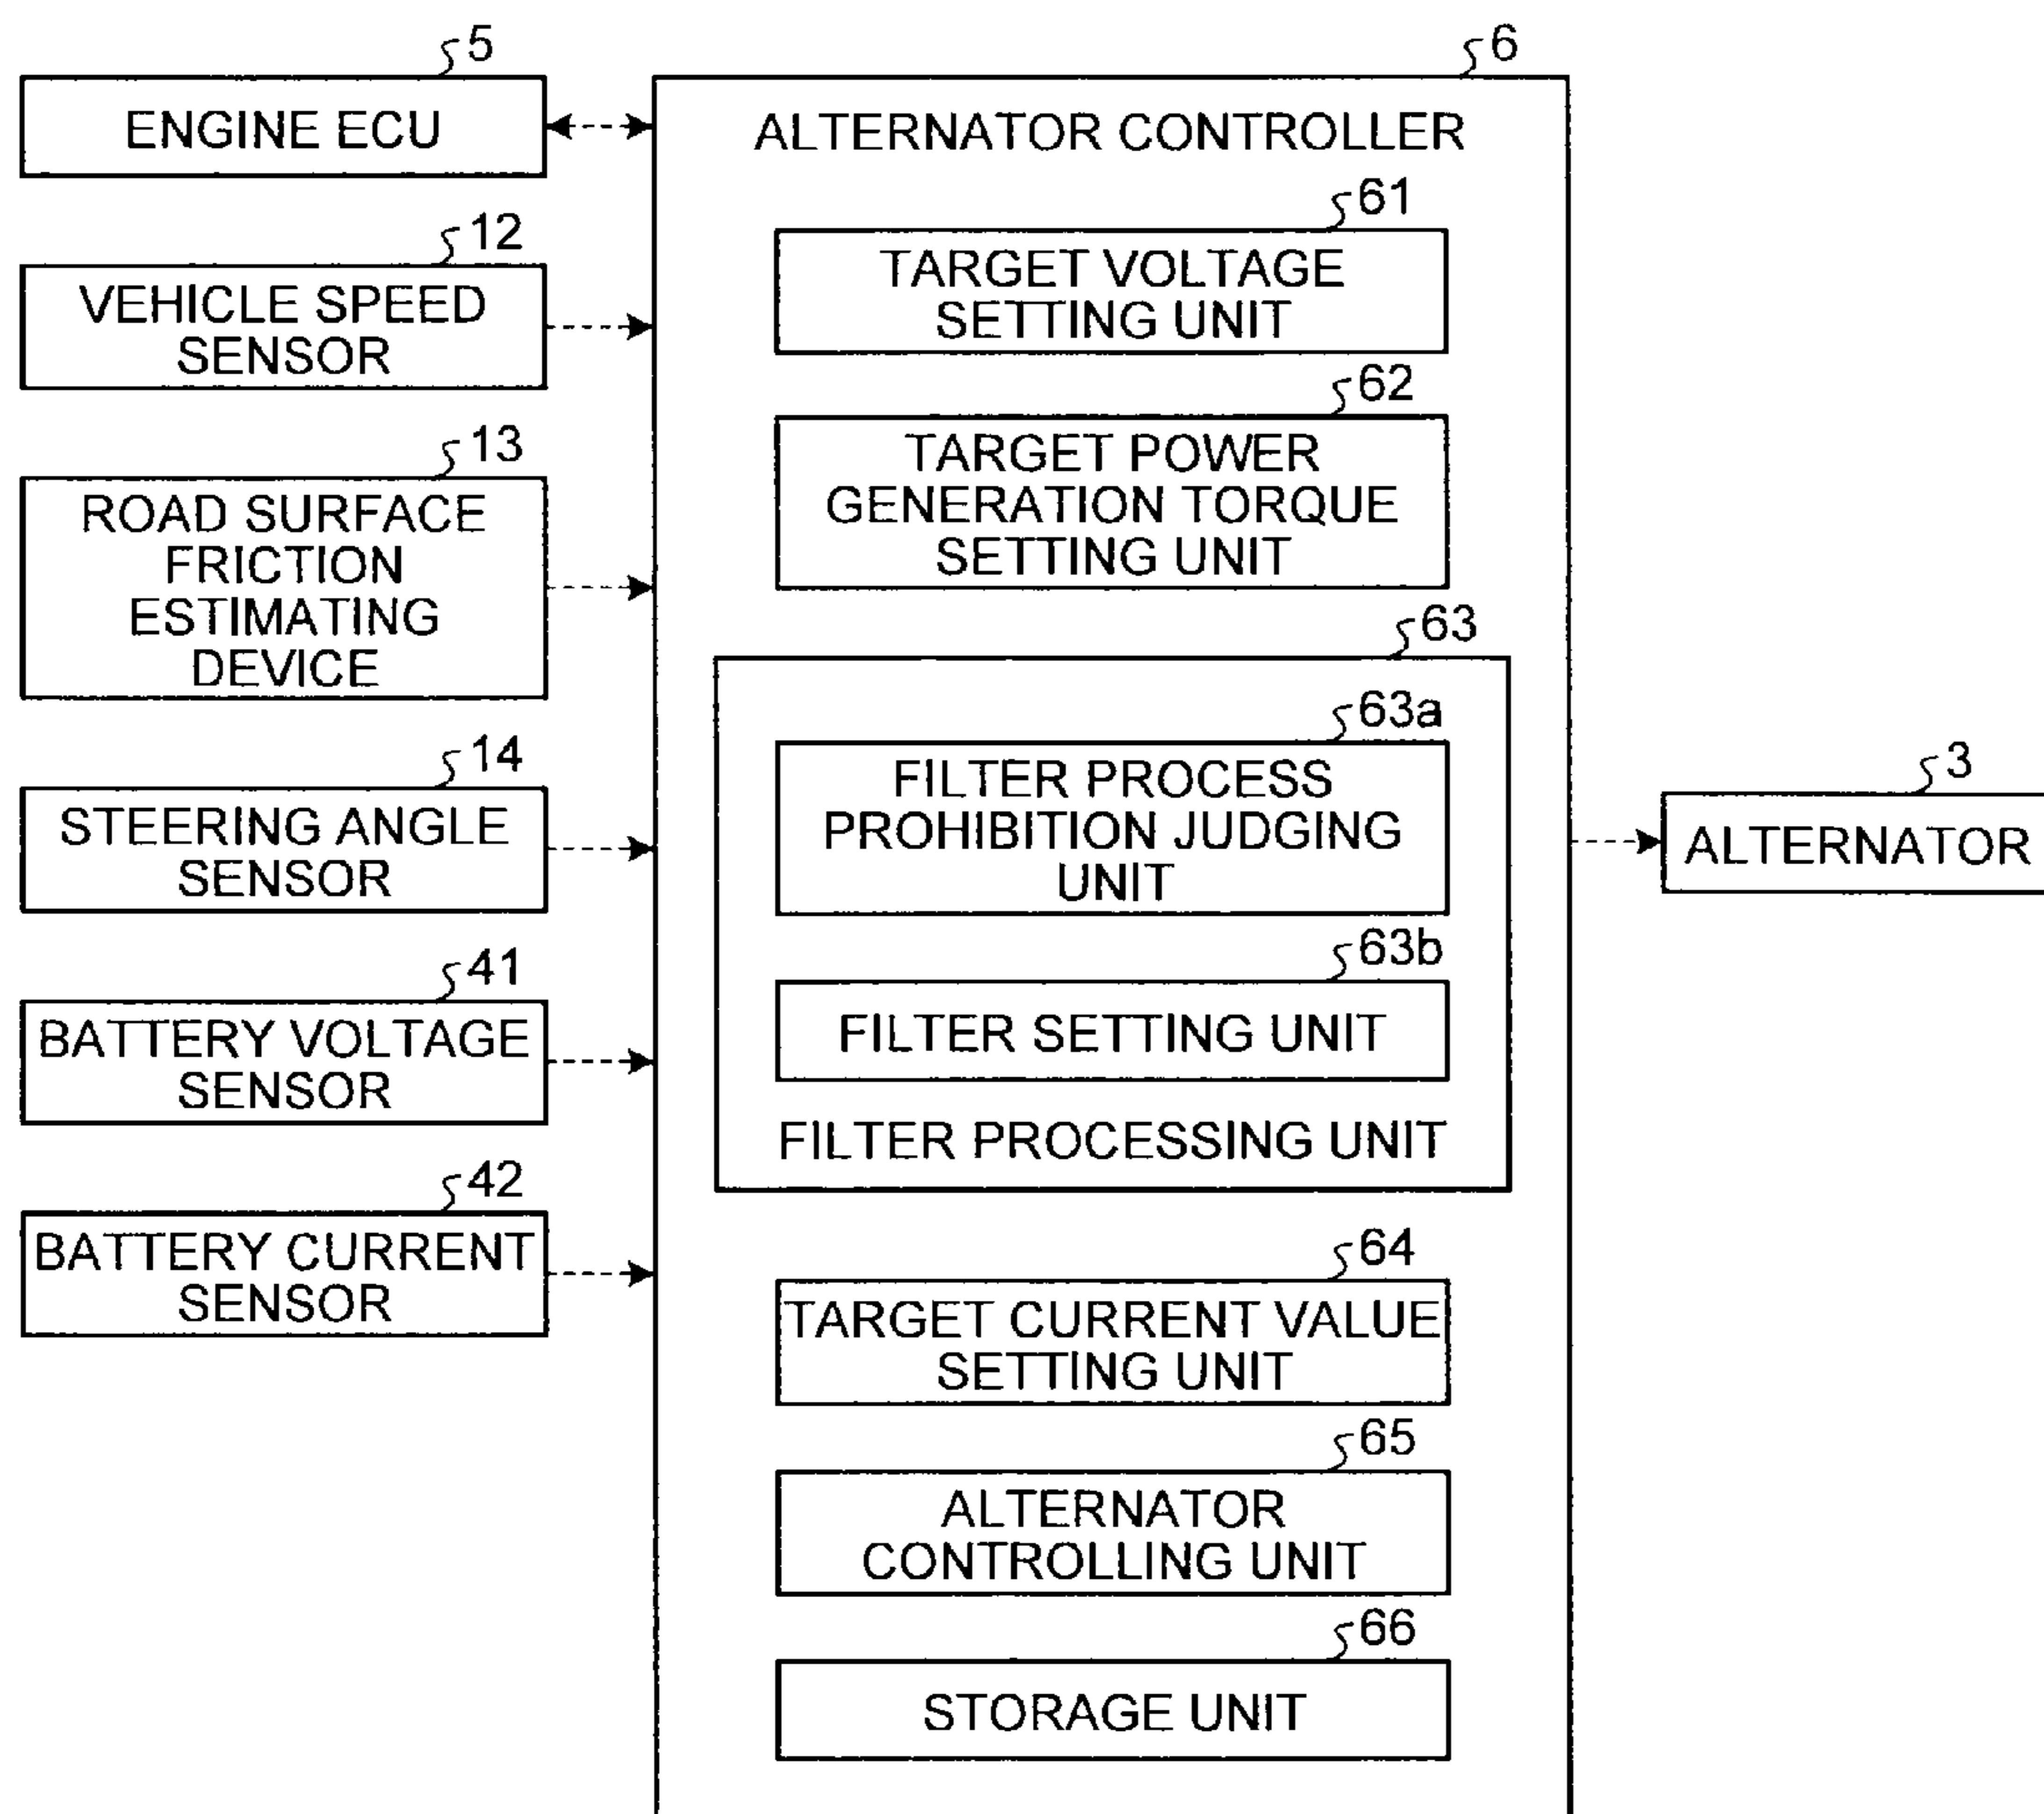 5
ENGINE ECU
12
VEHICLE SPEED
SENSOR
13
ROAD SURFACE
FRICTION
ESTIMATING
DEVICE
14
STEERING ANGLE
SENSOR
41
BATTERY VOLTAGE
SENSOR
42
BATTERY CURRENT
SENSOR
6
ALTERNATOR CONTROLLER
61
TARGET VOLTAGE
SETTING UNIT
62
TARGET POWER
GENERATION TORQUE
SETTING UNIT
63
63a
FILTER PROCESS
PROHIBITION JUDGING
UNIT
63b
FILTER SETTING UNIT
FILTER PROCESSING UNIT
64
TARGET CURRENT VALUE
SETTING UNIT
65
ALTERNATOR
CONTROLLING UNIT
66
STORAGE UNIT
3
ALTERNATOR